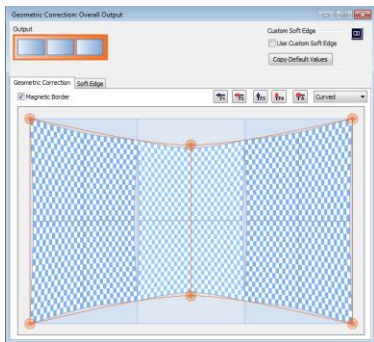 Geometric Correction: Overall Output
Output
Custom Soft Edge
Use Custom Soft Edge
Copy Default Values
Geometric Correction
Soft Edge
Magnetic Border
Curved